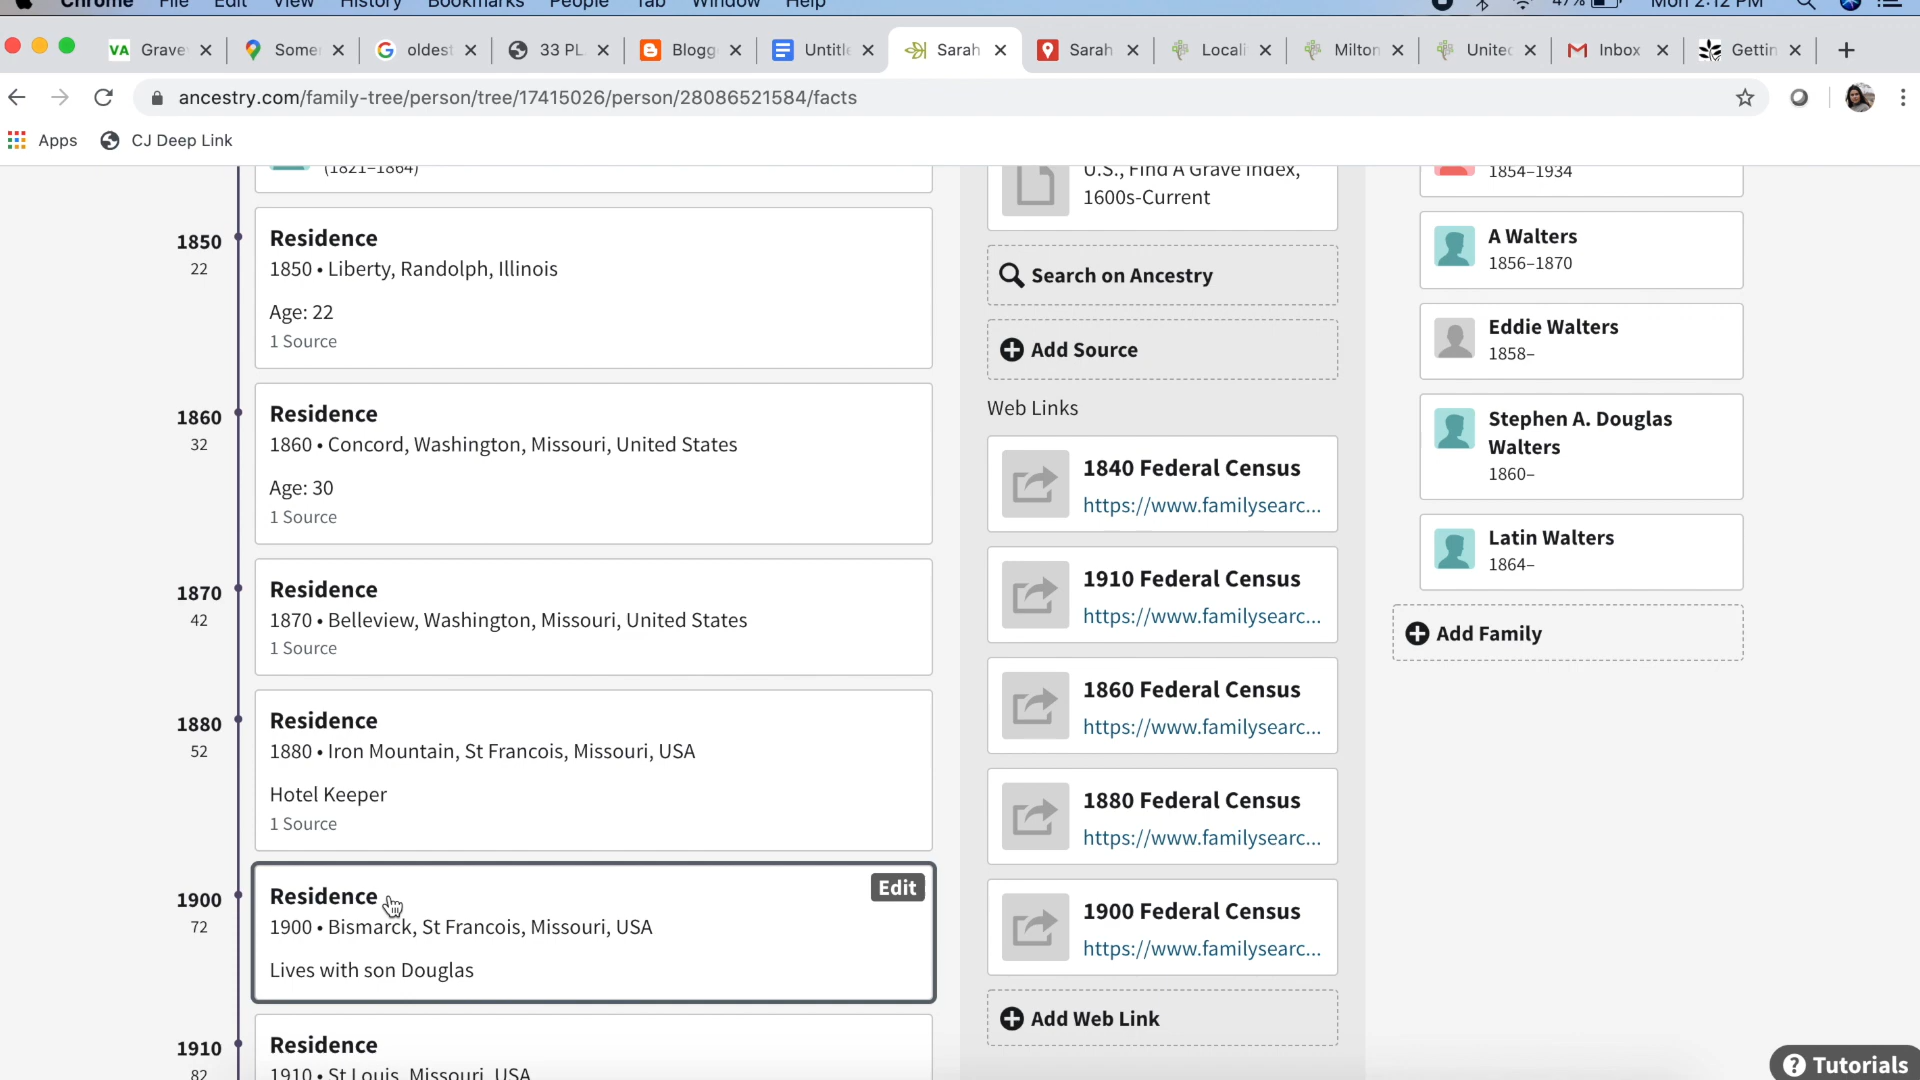 Chrome File Edit View History Bookmarks People Tab Window Help 47% Mon 2:12 PM
VA Grave Some G oldest 33 PL Blogg Untitle Sarah Sarah Locali Milton United Inbox Gettin
ancestry.com/family-tree/person/tree/17415026/person/28086521584/facts
Apps CJ Deep Link
(1821–1864)
1850
22
Residence
1850 • Liberty, Randolph, Illinois
Age: 22
1 Source
1860
32
Residence
1860 • Concord, Washington, Missouri, United States
Age: 30
1 Source
1870
42
Residence
1870 • Belleview, Washington, Missouri, United States
1 Source
1880
52
Residence
1880 • Iron Mountain, St Francois, Missouri, USA
Hotel Keeper
1 Source
1900
72
Residence
Edit
1900 • Bismarck, St Francois, Missouri, USA
Lives with son Douglas
1910
82
Residence
1910 • St Louis, Missouri, USA
U.S., Find A Grave Index,
1600s-Current
Search on Ancestry
Add Source
Web Links
1840 Federal Census
https://www.familysearc...
1910 Federal Census
https://www.familysearc...
1860 Federal Census
https://www.familysearc...
1880 Federal Census
https://www.familysearc...
1900 Federal Census
https://www.familysearc...
Add Web Link
1854–1934
A Walters
1856–1870
Eddie Walters
1858–
Stephen A. Douglas
Walters
1860–
Latin Walters
1864–
Add Family
? Tutorials